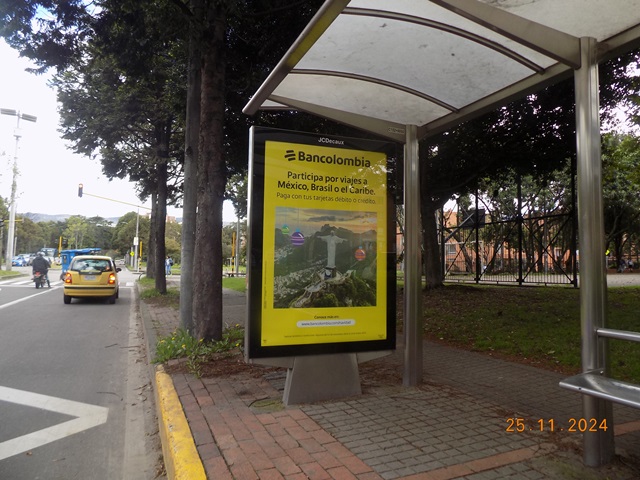 JCDecaux
Bancolombia
Participa por viajes a
México, Brasil o el Caribe.
Paga con tus tarjetas débito o crédito.
25.11.2024